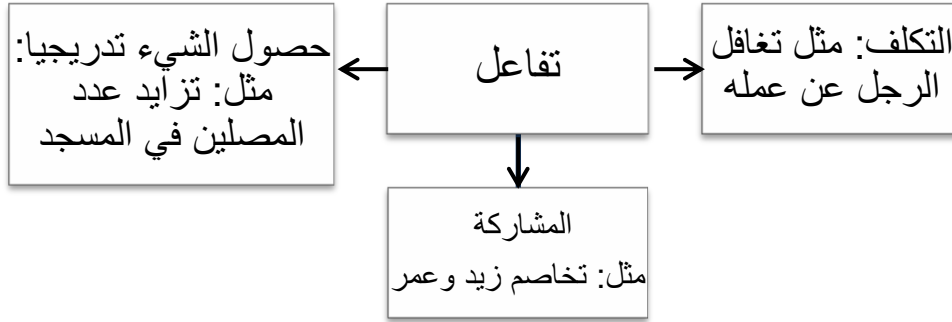 التكلف: مثل تغافل
الرجل عن عمله
تفاعل
حصول الشيء تدريجيا:
مثل: تزايد عدد
المصلين في المسجد
المشاركة
مثل: تخاصم زيد وعمر